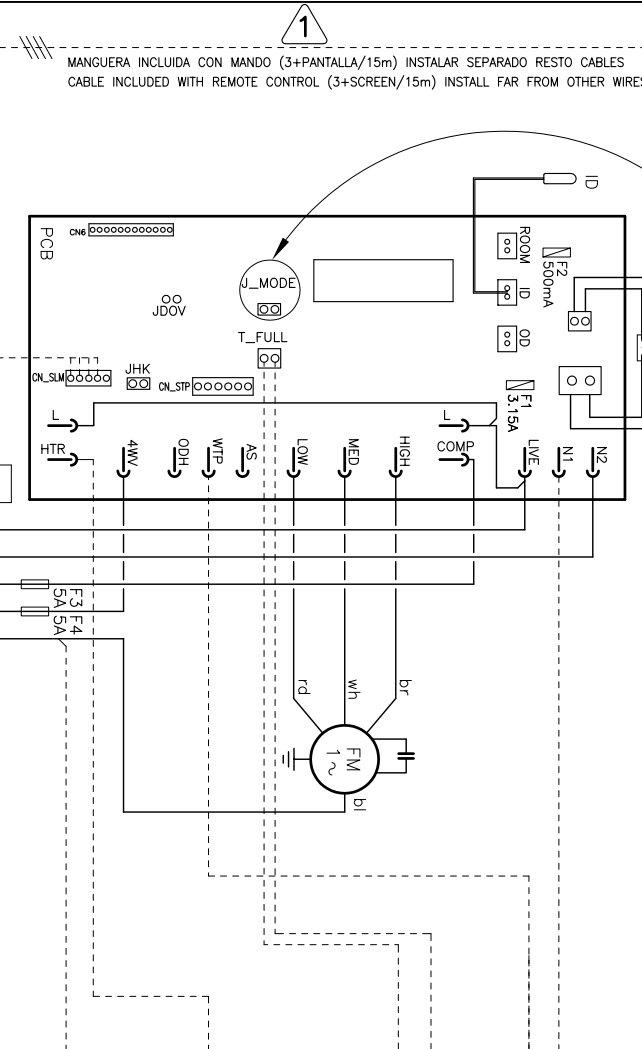 1
MANGUERA INCLUIDA CON MANDO (3+PANTALLA/15m) INSTALAR SEPARADO RESTO CABLES
CABLE INCLUDED WITH REMOTE CONTROL (3+SCREEN/15m) INSTALL FAR FROM OTHER WIRES
ID
PCB
CN6
ROOM
F2
500mA
J_MODE
ID
JDOV
T_FULL
OD
JHK
CN_SLM
CN_STP
F1
3.15A
L
L
HTR
4WV
ODH
WTP
AS
LOW
MED
HIGH
COMP
LIVE
N1
N2
F3
5A
F4
5A
rd
wh
br
FM
1 ~
bl